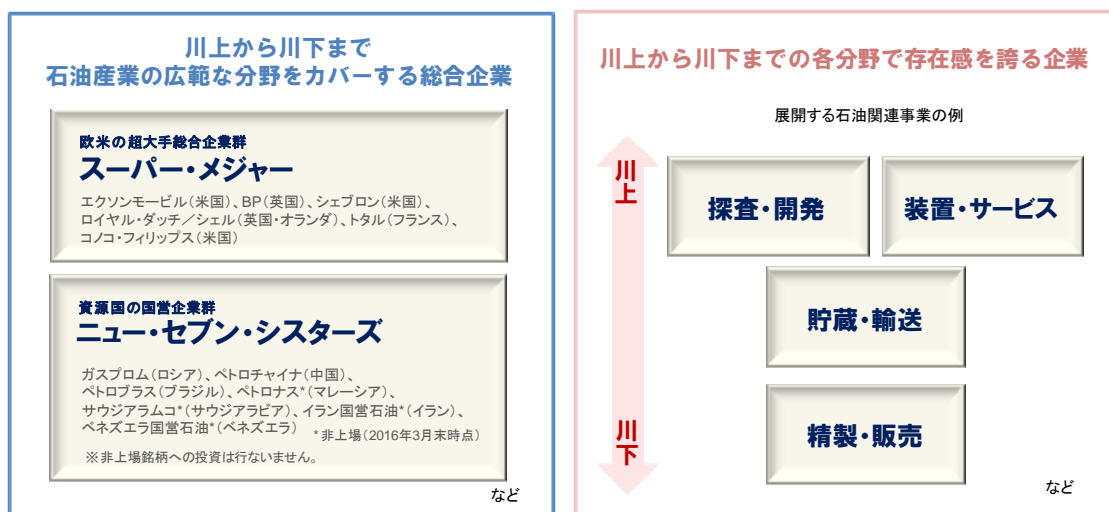 川上から川下まで
石油産業の広範な分野をカバーする総合企業
欧米の超大手総合企業群
スーパー・メジャー
エクソンモービル(米国)、BP(英国)、シェブロン(米国)、
ロイヤル・ダッチ/シェル(英国・オランダ)、トタル(フランス)、
コノコ・フィリップス(米国)
資源国の国営企業群
ニュー・セブン・シスターズ
ガスプロム(ロシア)、ペトロチャイナ(中国)、
ペトロブラス(ブラジル)、ペトロナス*(マレーシア)、
サウジアラムコ*(サウジアラビア)、イラン国営石油*(イラン)、
ベネズエラ国営石油*(ベネズエラ) *非上場(2016年3月末時点)
※非上場銘柄への投資は行ないません。
など
川上から川下までの各分野で存在感を誇る企業
展開する石油関連事業の例
川上
探査・開発
装置・サービス
貯蔵・輸送
川下
精製・販売
など